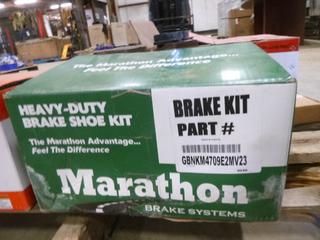 The Marathon Advantage...
Feel The Difference
HEAVY-DUTY
BRAKE SHOE KIT
The Marathon Advantage...
Feel The Difference
BRAKE KIT
PART #
GBNKM4709E2MV23
Marathon
BRAKE SYSTEMS